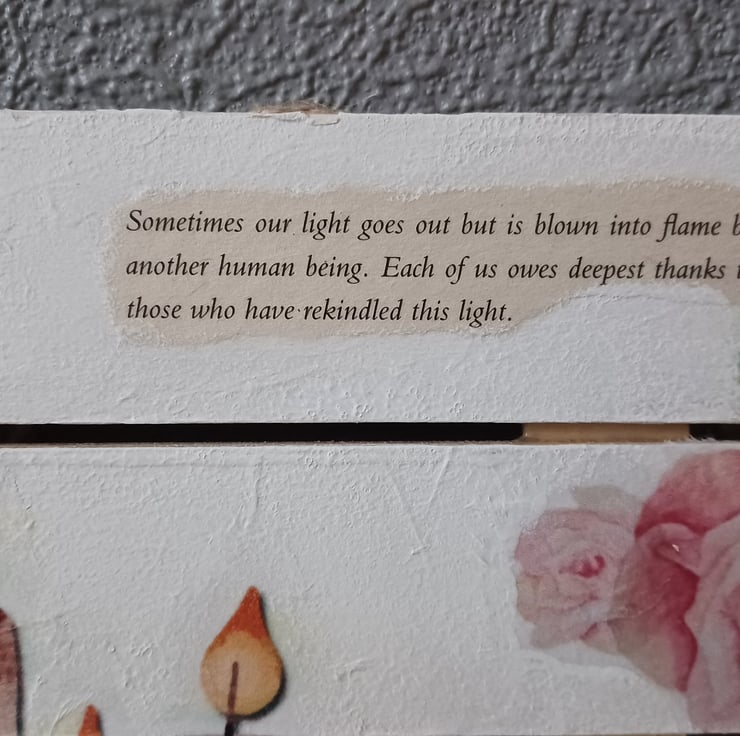 Sometimes our light goes out but is blown into flame b
another human being. Each of us owes deepest thanks t
those who have rekindled this light.